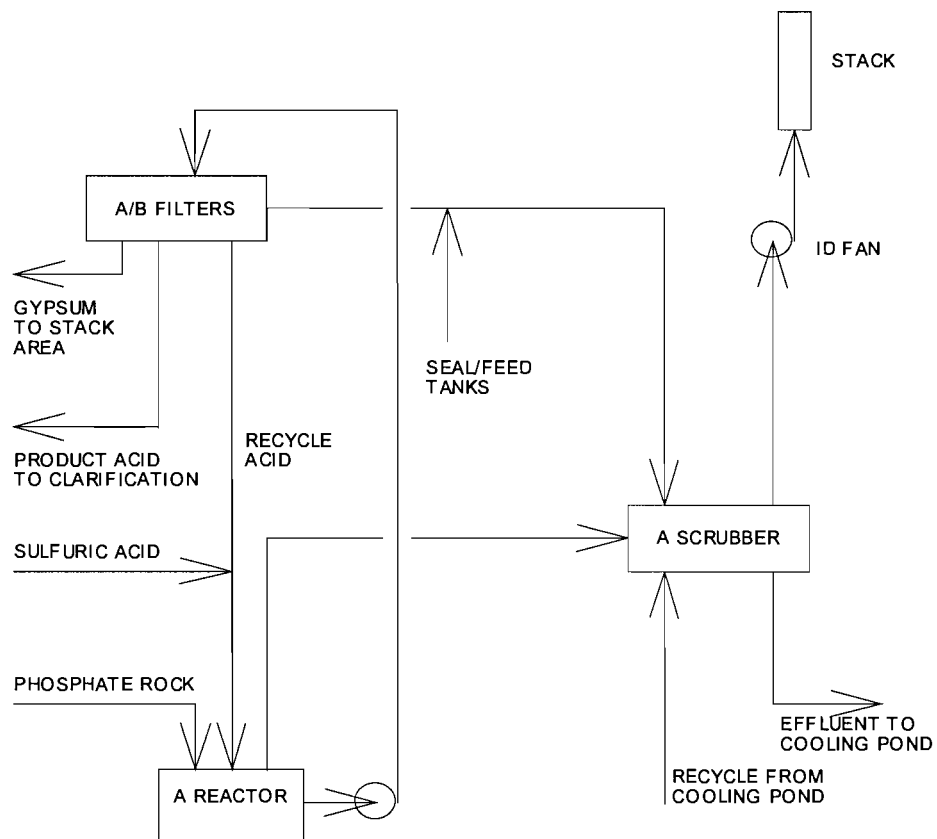 STACK
A/B FILTERS
ID FAN
GYPSUM
TO STACK
AREA
SEAL/FEED
TANKS
RECYCLE
ACID
PRODUCT ACID
TO CLARIFICATION
A SCRUBBER
SULFURIC ACID
PHOSPHATE ROCK
EFFLUENT TO
COOLING POND
RECYCLE FROM
COOLING POND
A REACTOR